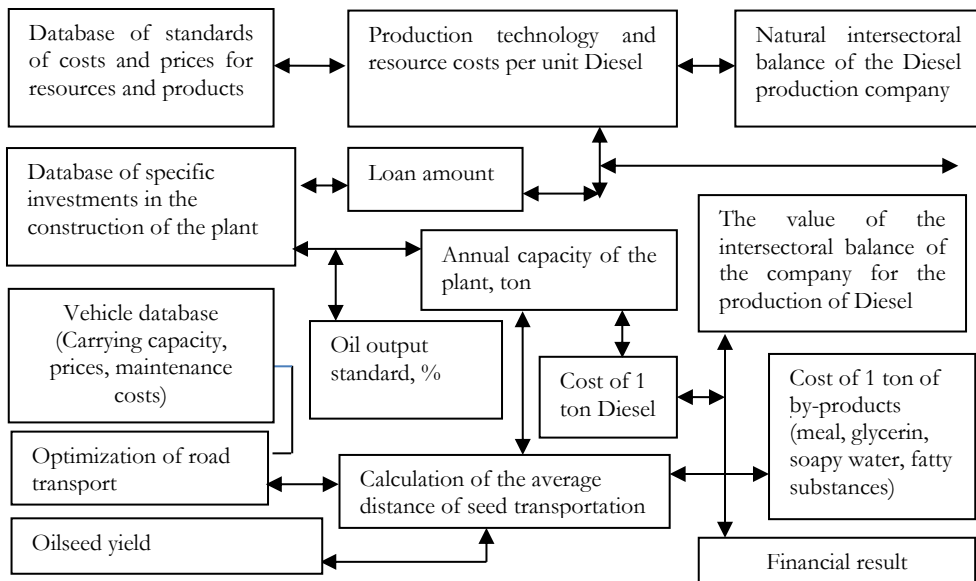 Database of standards
of costs and prices for
resources and products
Production technology and
resource costs per unit Diesel
Natural intersectoral
balance of the Diesel
production company
Database of specific
investments in the
construction of the plant
Loan amount
The value of the
intersectoral balance of
the company for the
production of Diesel
Annual capacity of the
plant, ton
Vehicle database
(Carrying capacity,
prices, maintenance
costs)
Oil output
standard, %
Cost of 1
ton Diesel
Cost of 1 ton of
by-products
(meal, glycerin,
soapy water, fatty
substances)
Optimization of road
transport
Calculation of the average
distance of seed transportation
Oilseed yield
Financial result